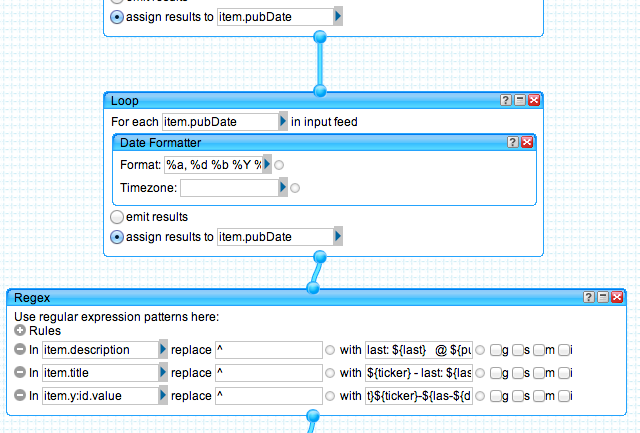 assign results to item.pubDate
Loop
For each item.pubDate in input feed
Date Formatter
Format: %a, %d %b %Y %
Timezone:
emit results
assign results to item.pubDate
Regex
Use regular expression patterns here:
Rules
In item.description replace ^ with last: ${last} @ ${pu g s m i
In item.title replace ^ with ${ticker} - last: ${las g s m i
In item.y:id.value replace ^ with t}${ticker}-${las-${d g s m i